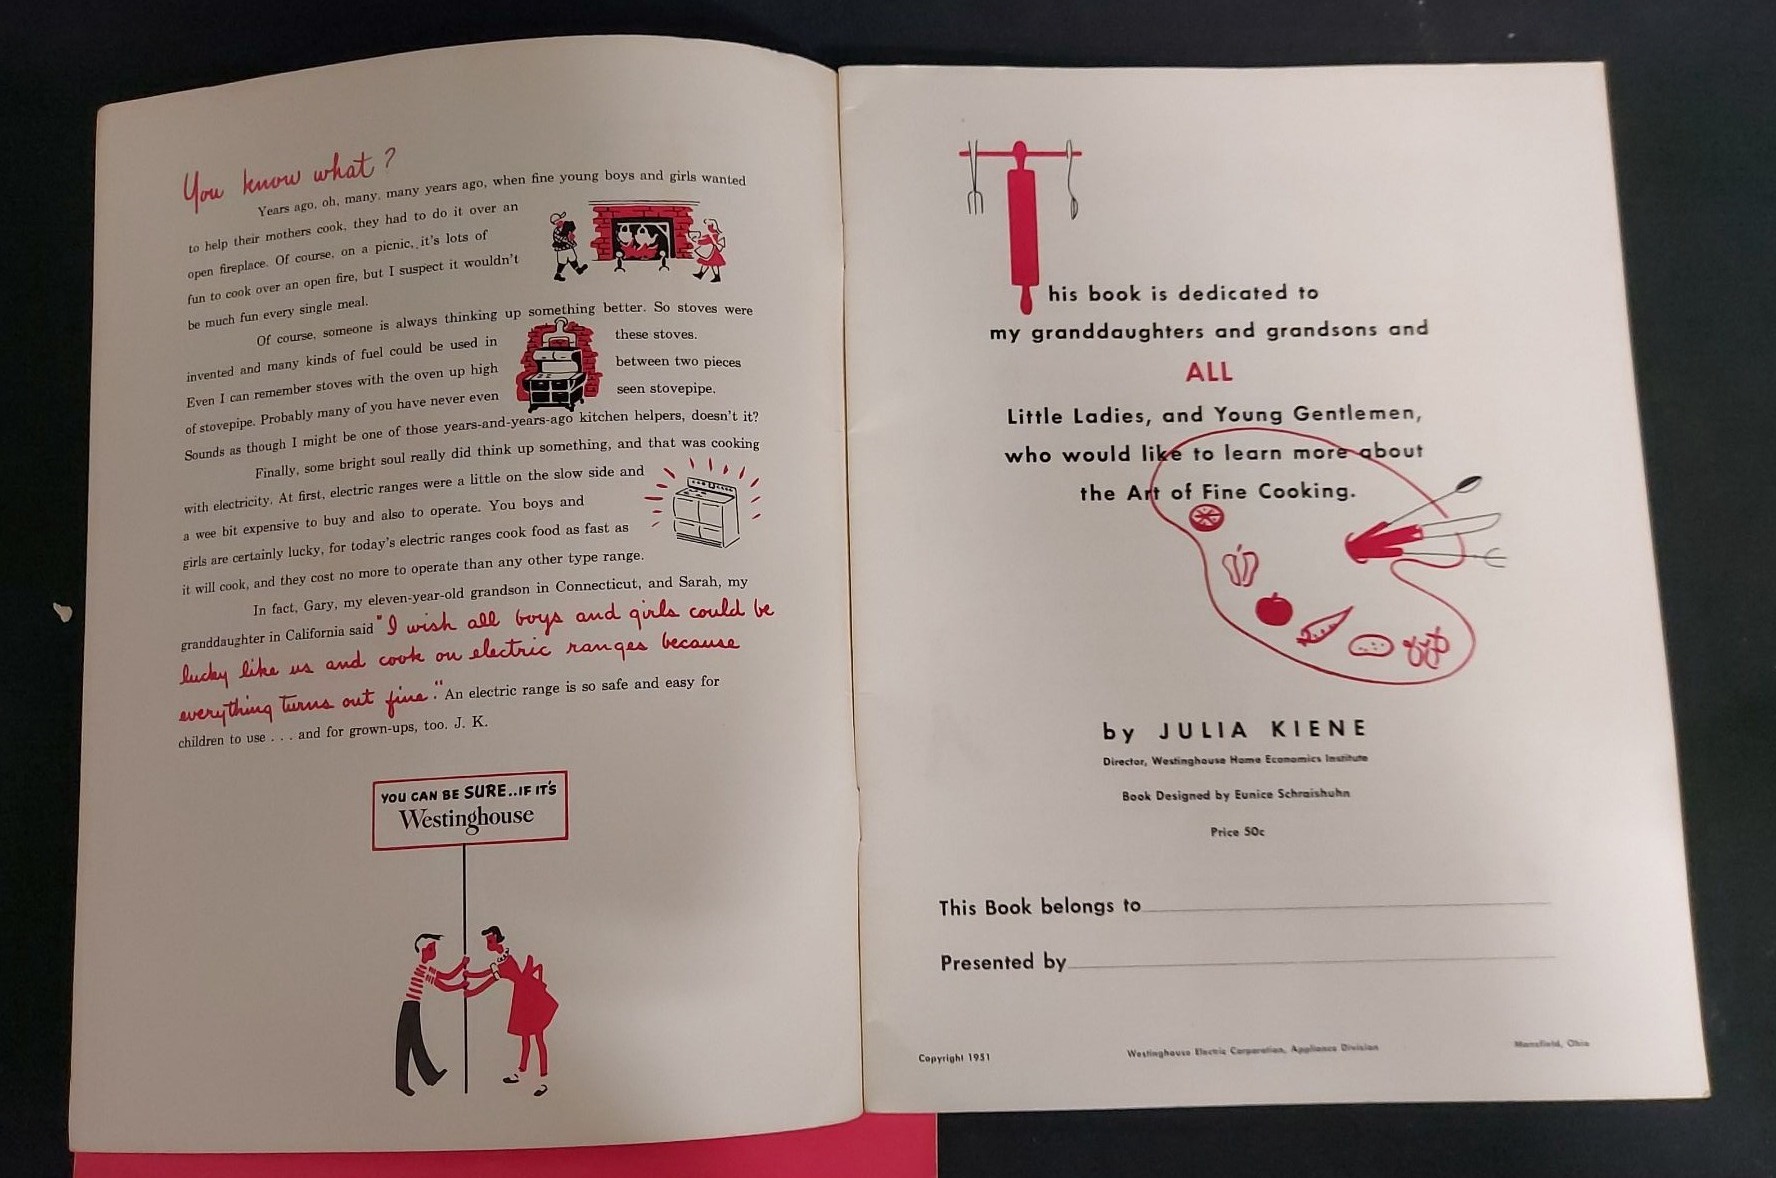 You know what?
Years ago, oh, many, many years ago, when fine young boys and girls wanted
to help their mothers cook, they had to do it over an
open fireplace. Of course, on a picnic, it's lots of
fun to cook over an open fire, but I suspect it wouldn't
be much fun every single meal.
Of course, someone is always thinking up something better. So stoves were
invented and many kinds of fuel could be used in these stoves.
Even I can remember stoves with the oven up high between two pieces
of stovepipe. Probably many of you have never even seen stovepipe.
Sounds as though I might be one of those years-and-years-ago kitchen helpers, doesn't it?
Finally, some bright soul really did think up something, and that was cooking
with electricity. At first, electric ranges were a little on the slow side and
a wee bit expensive to buy and also to operate. You boys and
girls are certainly lucky, for today's electric ranges cook food as fast as
it will cook, and they cost no more to operate than any other type range.
In fact, Gary, my eleven-year-old grandson in Connecticut, and Sarah, my
granddaughter in California said "I wish all boys and girls could be
lucky like us and cook on electric ranges because
everything turns out fine." An electric range is so safe and easy for
children to use . . . and for grown-ups, too. J. K.
YOU CAN BE SURE..IF IT'S
Westinghouse
This book is dedicated to
my granddaughters and grandsons and
ALL
Little Ladies, and Young Gentlemen,
who would like to learn more about
the Art of Fine Cooking.
by JULIA KIENE
Director, Westinghouse Home Economics Institute
Book Designed by Eunice Schraishuhn
Price 50c
This Book belongs to
Presented by
Copyright 1951 Westinghouse Electric Corporation, Appliance Division Mansfield, Ohio